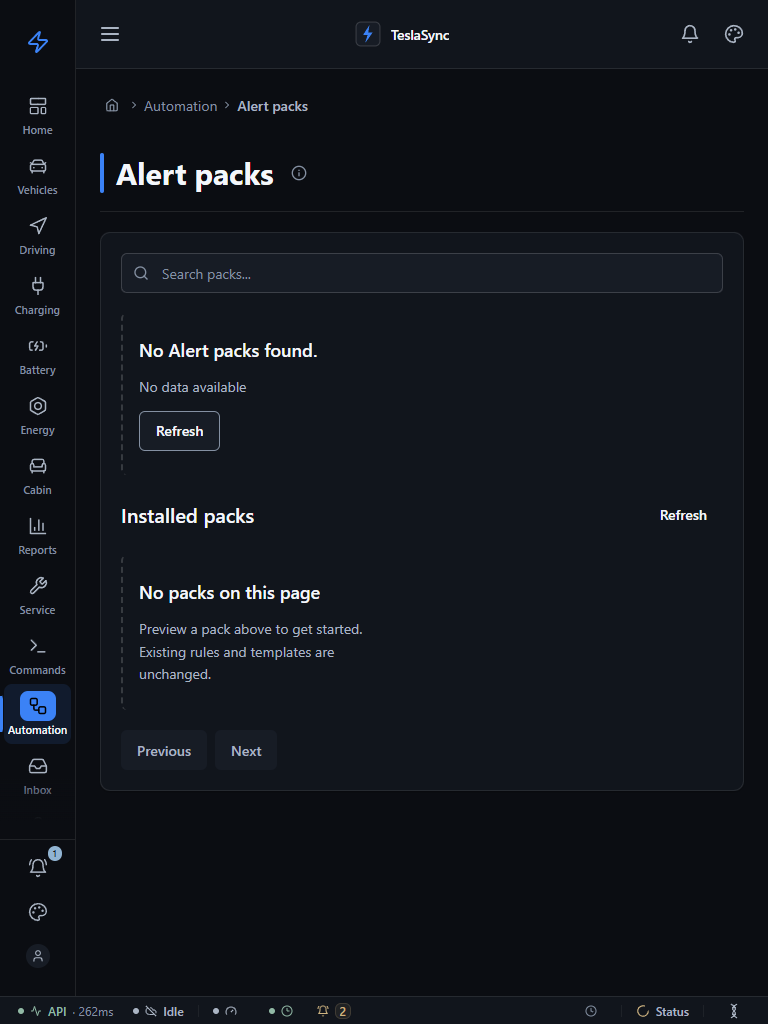 TeslaSync
Home
Vehicles
Driving
Charging
Battery
Energy
Cabin
Reports
Service
Commands
Automation
Inbox
1
Automation
Alert packs
Alert packs
Search packs...
No Alert packs found.
No data available
Refresh
Installed packs
Refresh
No packs on this page
Preview a pack above to get started.
Existing rules and templates are
unchanged.
Previous
Next
API · 262ms
Idle
2
Status